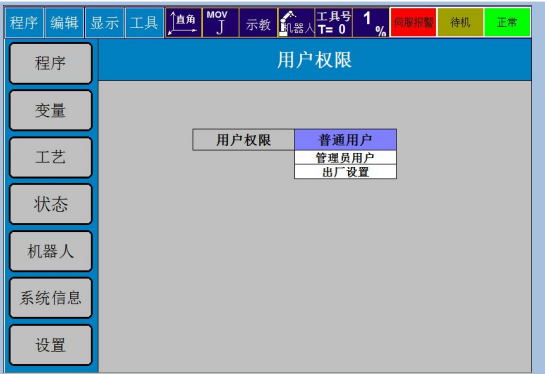 程序 编辑 显示 工具 直角 MOV J 示教 机器人 工具号 T= 0 1 % 伺服报警 待机 正常
程序
用户权限
变量
用户权限 普通用户
管理员用户
出厂设置
工艺
状态
机器人
系统信息
设置